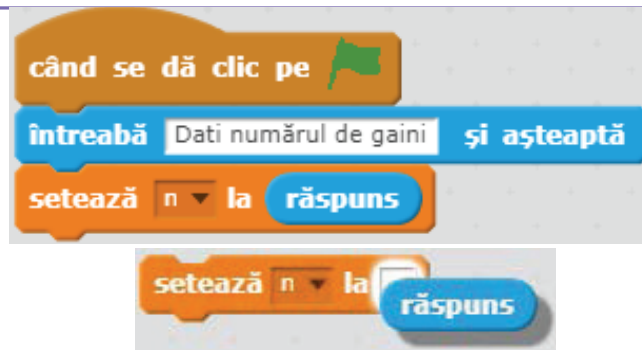 când se dă clic pe
întreabă Dati numărul de gaini și așteaptă
setează n la răspuns
setează n la răspuns